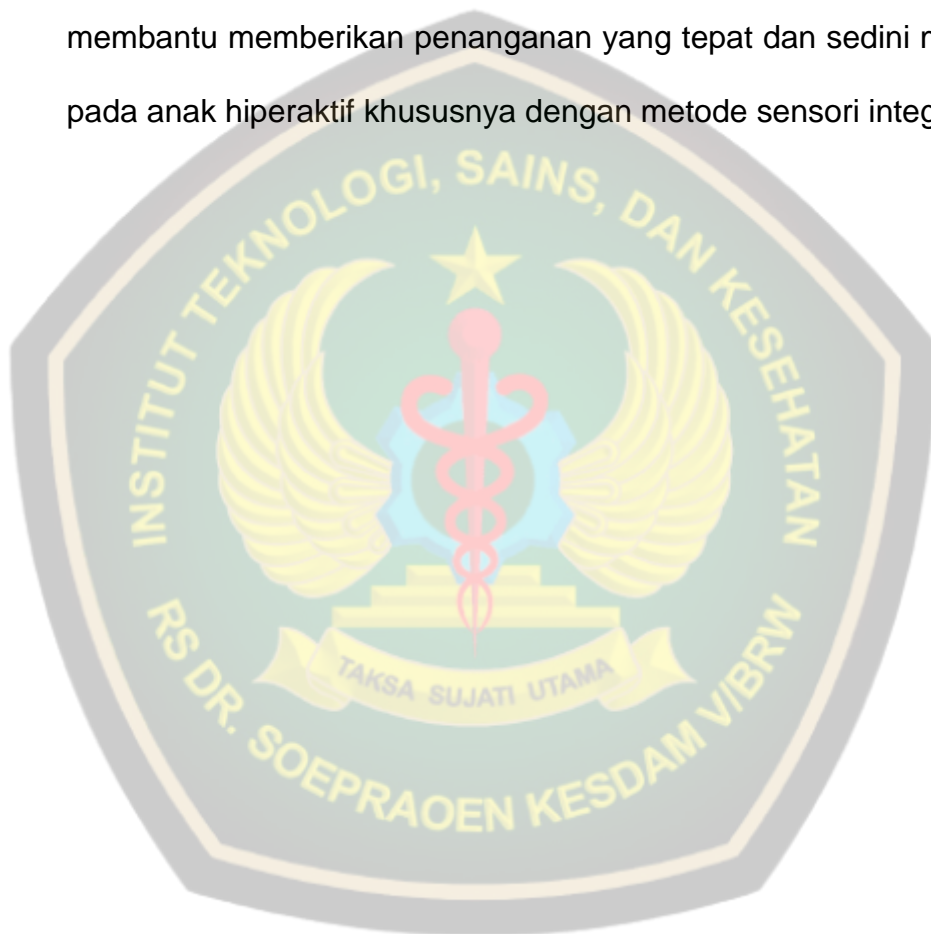 membantu memberikan penanganan yang tepat dan sedini
pada anak hiperaktif khususnya dengan metode sensori
INSTITUT TEKNOLOGI, SAINS, DAN KESEHATAN
TAKSA SUJATI UTAMA
RS DR. SOEPRAOEN KESDAM V/BRW